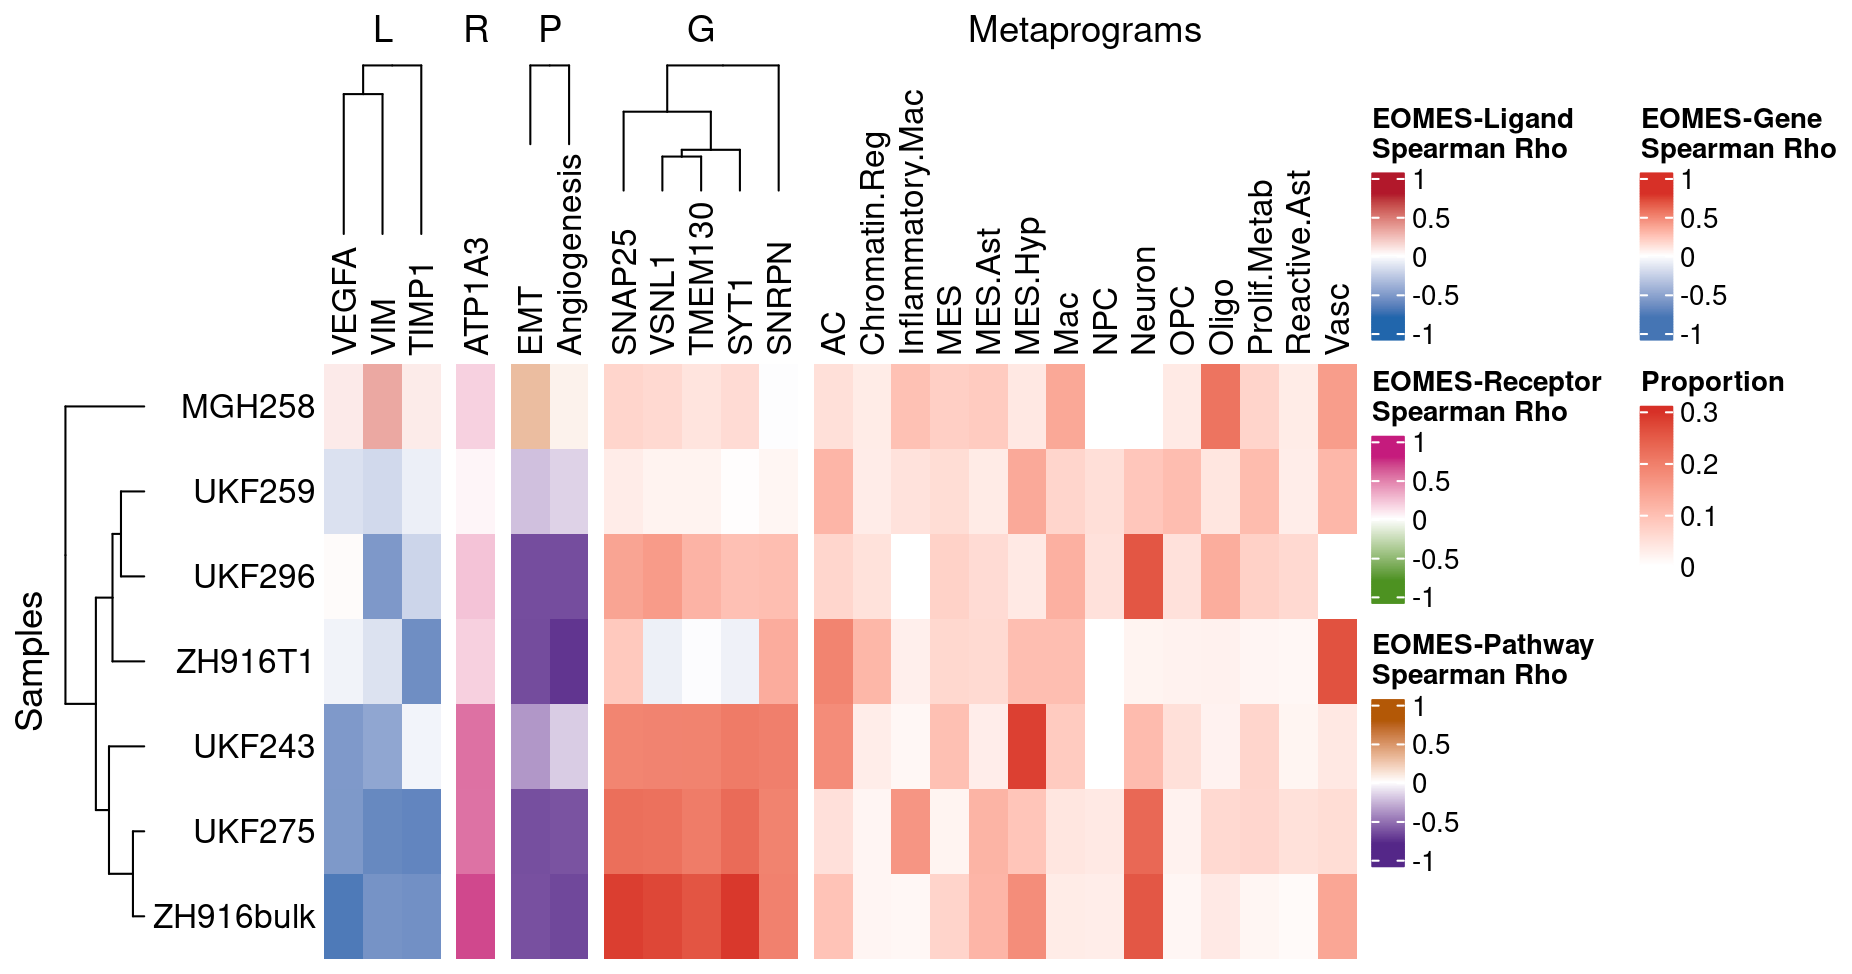 L R P G Metaprograms
VEGFA
VIM
TIMP1
ATP1A3
EMT
Angiogenesis
SNAP25
VSNL1
TMEM130
SYT1
SNRPN
AC
Chromatin.Reg
Inflammatory.Mac
MES
MES.Ast
MES.Hyp
Mac
NPC
Neuron
OPC
Oligo
Prolif.Metab
Reactive.Ast
Vasc
Samples
MGH258
UKF259
UKF296
ZH916T1
UKF243
UKF275
ZH916bulk
EOMES-Ligand
Spearman Rho
1
0.5
0
-0.5
-1
EOMES-Receptor
Spearman Rho
1
0.5
0
-0.5
-1
EOMES-Pathway
Spearman Rho
1
0.5
0
-0.5
-1
EOMES-Gene
Spearman Rho
1
0.5
0
-0.5
-1
Proportion
0.3
0.2
0.1
0